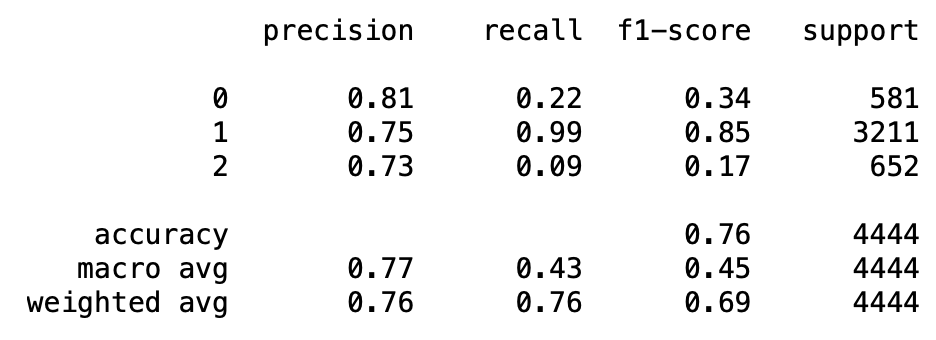 precision recall f1-score support
0 0.81 0.22 0.34 581
1 0.75 0.99 0.85 3211
2 0.73 0.09 0.17 652
accuracy 0.76 4444
macro avg 0.77 0.43 0.45 4444
weighted avg 0.76 0.76 0.69 4444